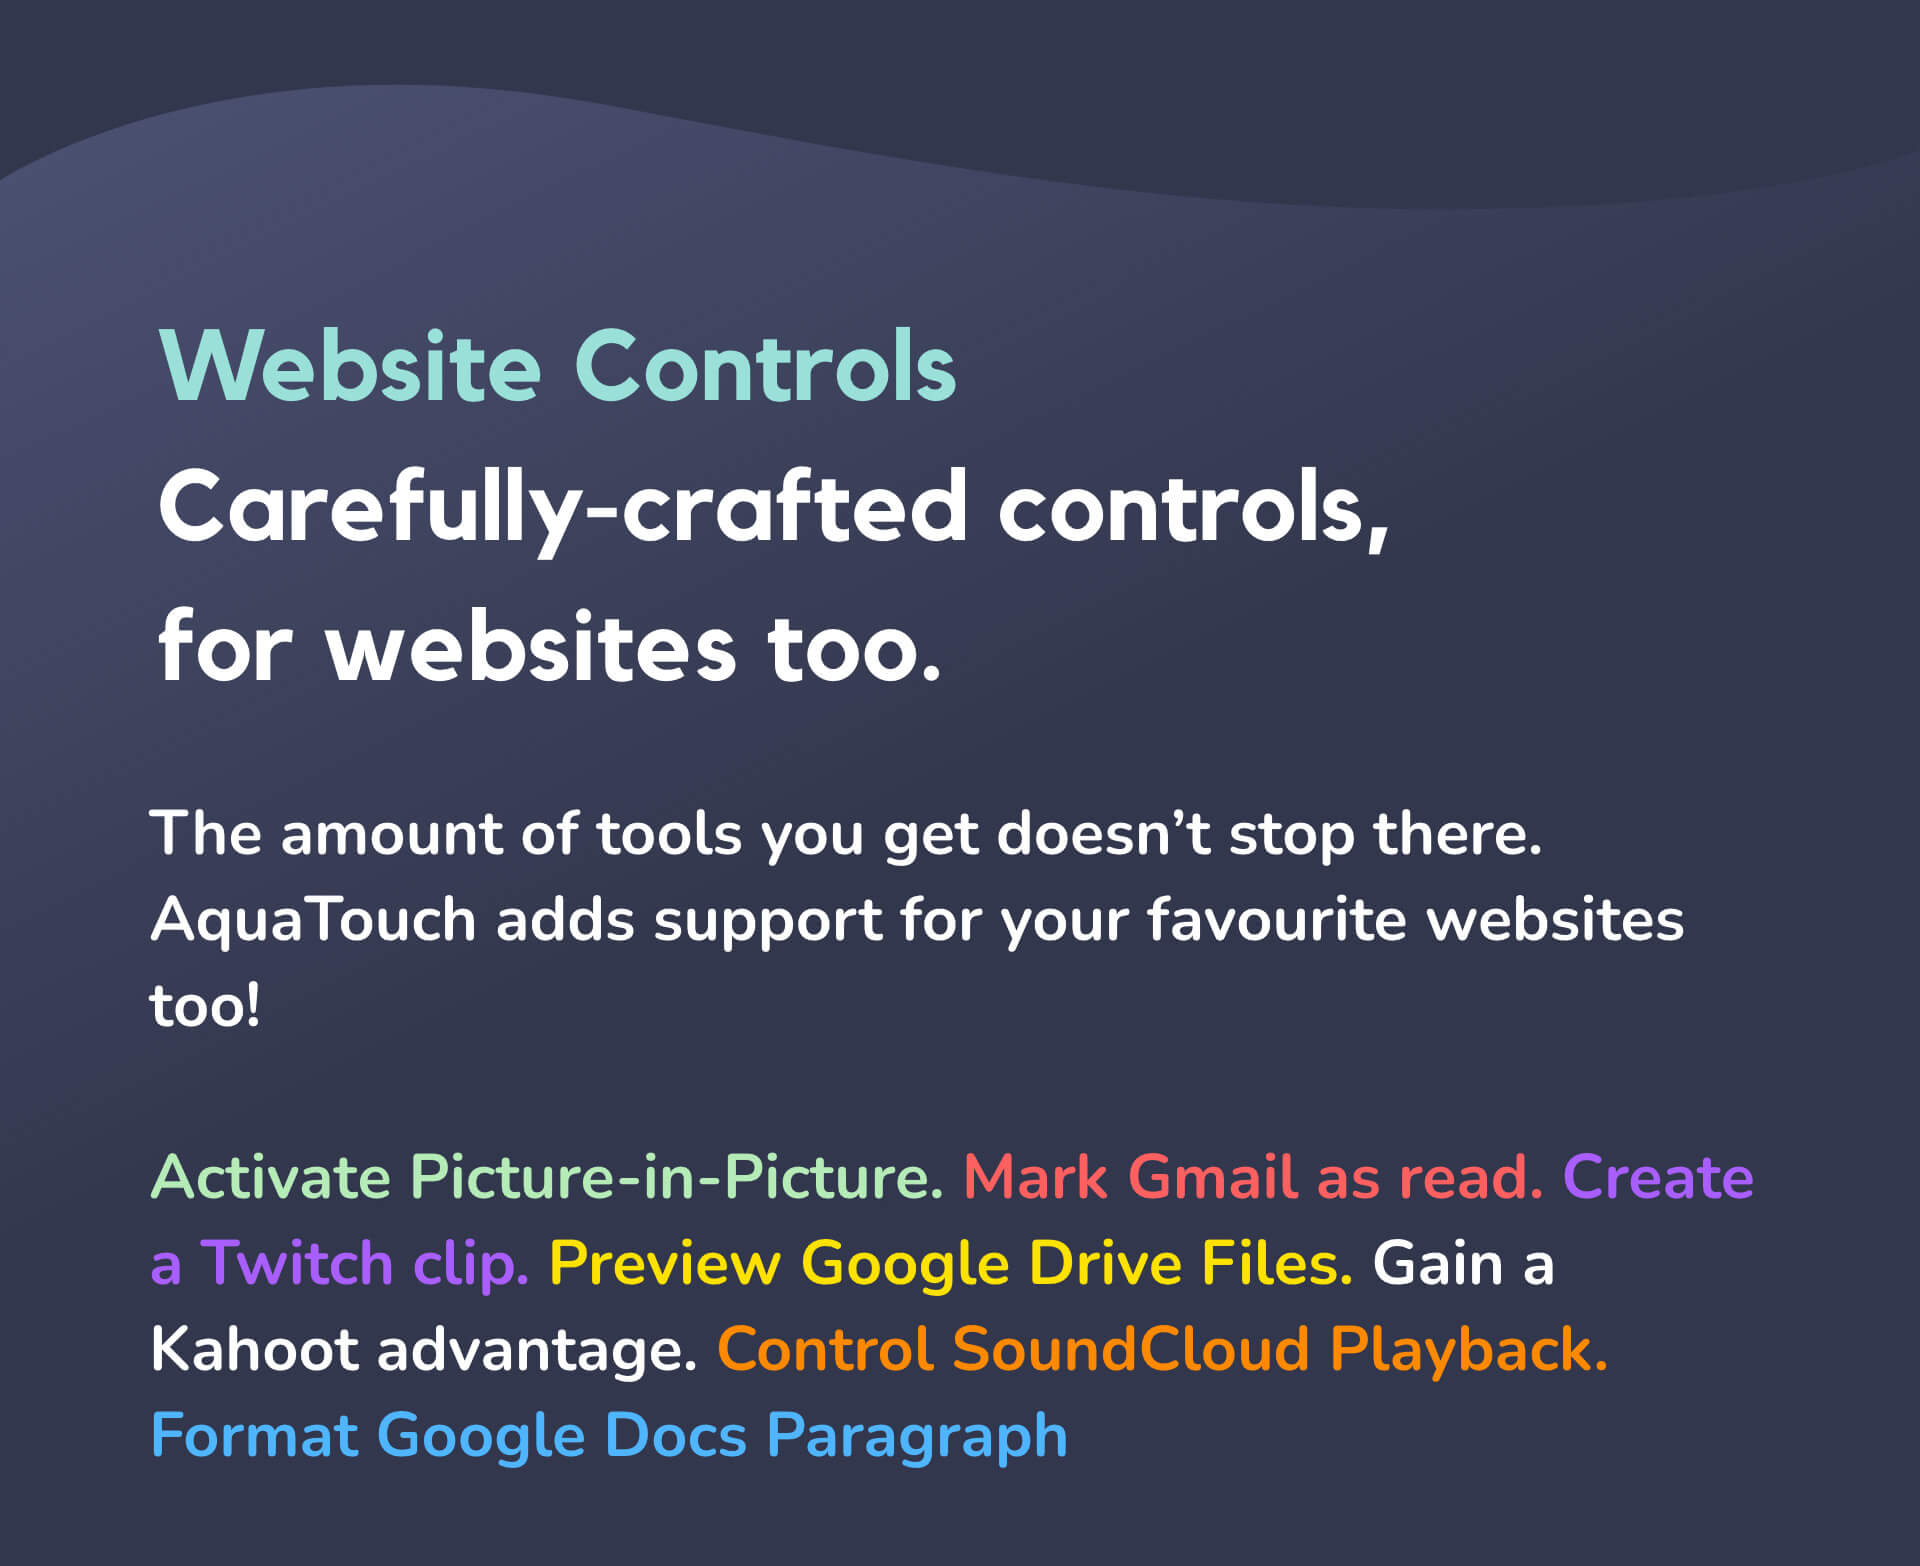 Website Controls
Carefully-crafted controls,
for websites too.
The amount of tools you get doesn’t stop there.
AquaTouch adds support for your favourite websites
too!
Activate Picture-in-Picture. Mark Gmail as read. Create
a Twitch clip. Preview Google Drive Files. Gain a
Kahoot advantage. Control SoundCloud Playback.
Format Google Docs Paragraph